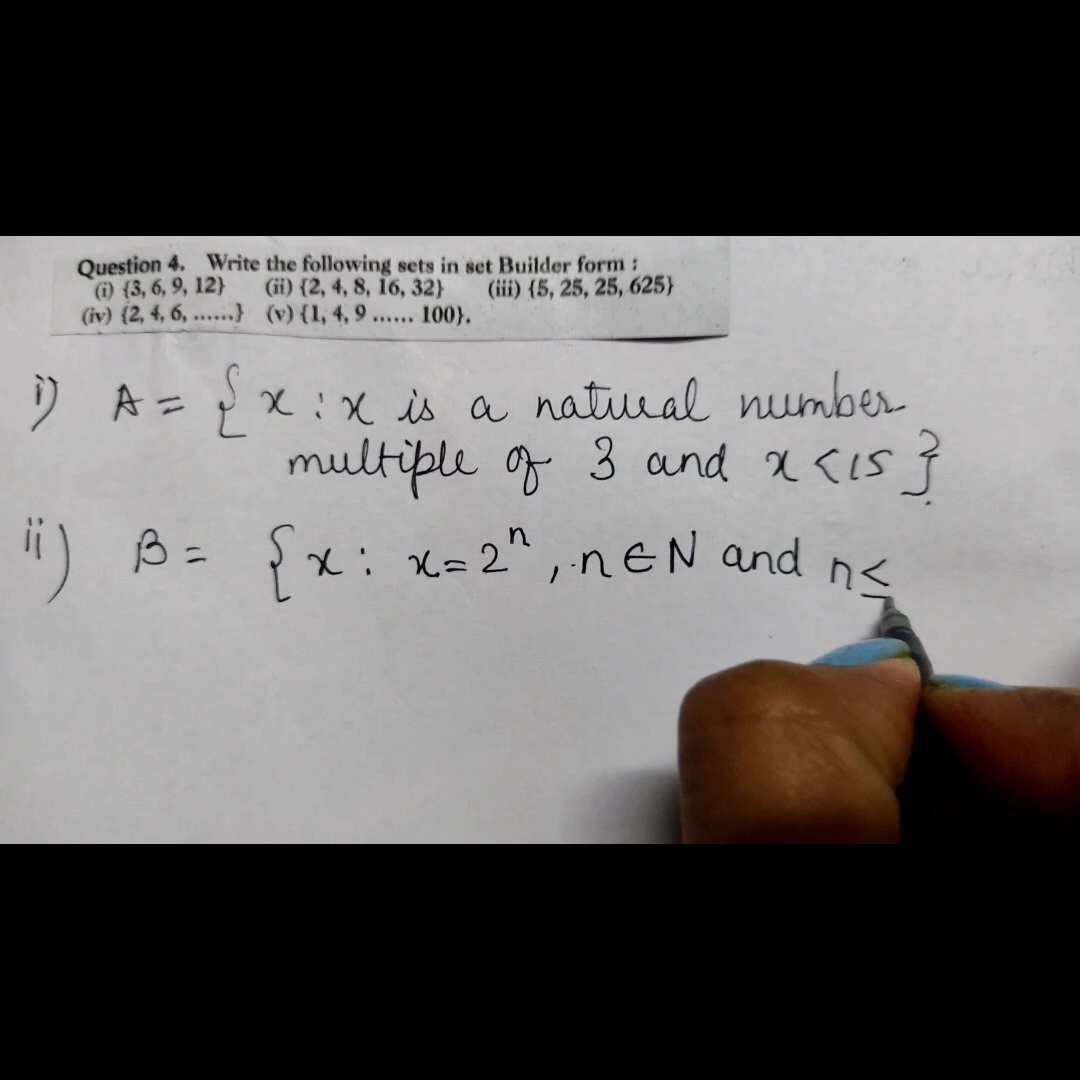 Question 4. Write the following sets in set Builder form :
(i) {3, 6, 9, 12} (ii) {2, 4, 8, 16, 32} (iii) {5, 25, 25, 625}
(iv) {2, 4, 6, ......} (v) {1, 4, 9 ...... 100}.
i) A = { x : x is a natural number
multiple of 3 and x < 15 }
ii) B = { x : x = 2ⁿ, n ∈ N and n ≤